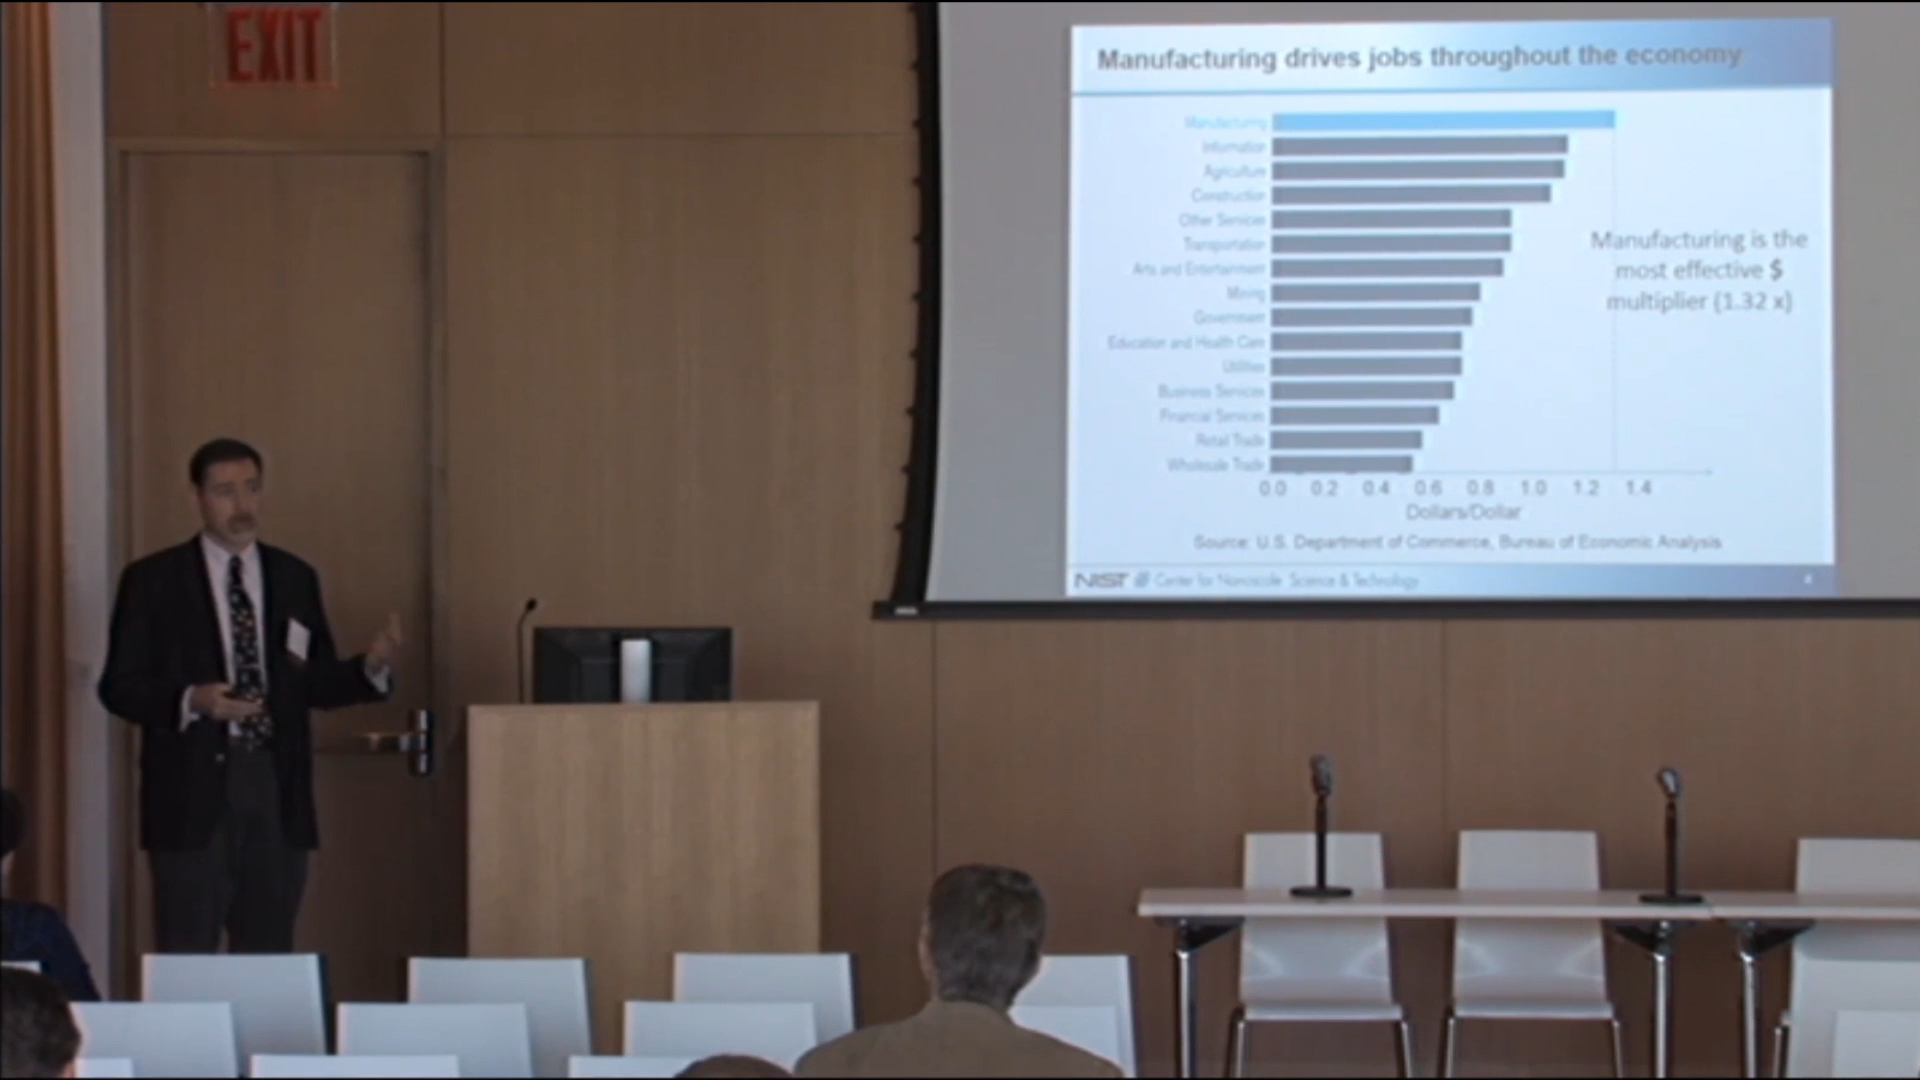 EXIT
Manufacturing drives jobs throughout the economy
Manufacturing
Information
Agriculture
Construction
Other Services
Transportation
Arts and Entertainment
Mining
Government
Education and Health Care
Utilities
Business Services
Financial Services
Retail Trade
Wholesale Trade
Manufacturing is the
most effective $
multiplier (1.32 x)
0.0 0.2 0.4 0.6 0.8 1.0 1.2 1.4
Dollars/Dollar
Source: U.S. Department of Commerce, Bureau of Economic Analysis
NIST Center for Nanoscale Science & Technology